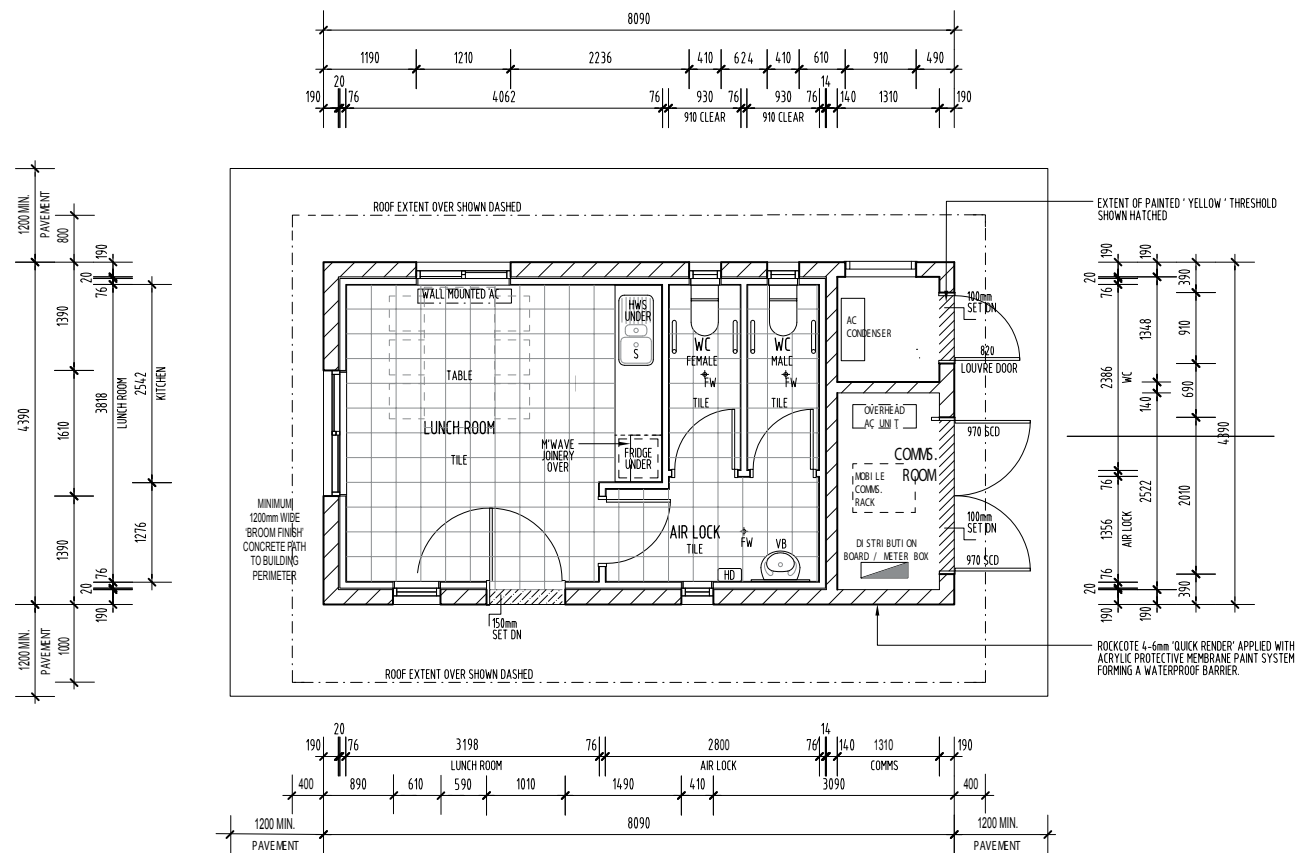 8090
1190 1210 2236 410 624 410 610 910 490
20 14
190 76 4062 76 930 76 930 76 140 1310 190
910 CLEAR 910 CLEAR
ROOF EXTENT OVER SHOWN DASHED
EXTENT OF PAINTED ' YELLOW ' THRESHOLD
SHOWN HATCHED
1200 MIN.
PAVEMENT
800
190
20
76
1390
4390
3818
LUNCH ROOM
2542
KITCHEN
1610
1276
1390
76
20
190
1200 MIN.
PAVEMENT
1000
MINIMUM
1200mm WIDE
'BROOM FINISH'
CONCRETE PATH
TO BUILDING
PERIMETER
WALL MOUNTED AC
TABLE
LUNCH ROOM
TILE
HWS
UNDER
S
M'WAVE
JOINERY
OVER
FRIDGE
UNDER
WC
FEMALE
FW
TILE
WC
MALE
FW
TILE
AIR LOCK
TILE
FW
VB
HD
AC
CONDENSER
100mm
SET DN
820
LOUVRE DOOR
OVERHEAD
AC UNIT
970 SCD
COMMS.
ROOM
MOBILE
COMMS.
RACK
100mm
SET DN
DISTRIBUTION
BOARD / METER BOX
970 SCD
150mm
SET DN
190 190
20
76
390
1348
910
2386
WC
140
690
4390
76
2522
2010
1356
AIR LOCK
76
20
390
190 190
ROCKCOTE 4-6mm 'QUICK RENDER' APPLIED WITH
ACRYLIC PROTECTIVE MEMBRANE PAINT SYSTEM
FORMING A WATERPROOF BARRIER.
ROOF EXTENT OVER SHOWN DASHED
20 14
190 76 3198 76 2800 76 140 1310 190
LUNCH ROOM AIR LOCK COMMS
400 890 610 590 1010 1490 410 3090 400
1200 MIN. 8090 1200 MIN.
PAVEMENT PAVEMENT